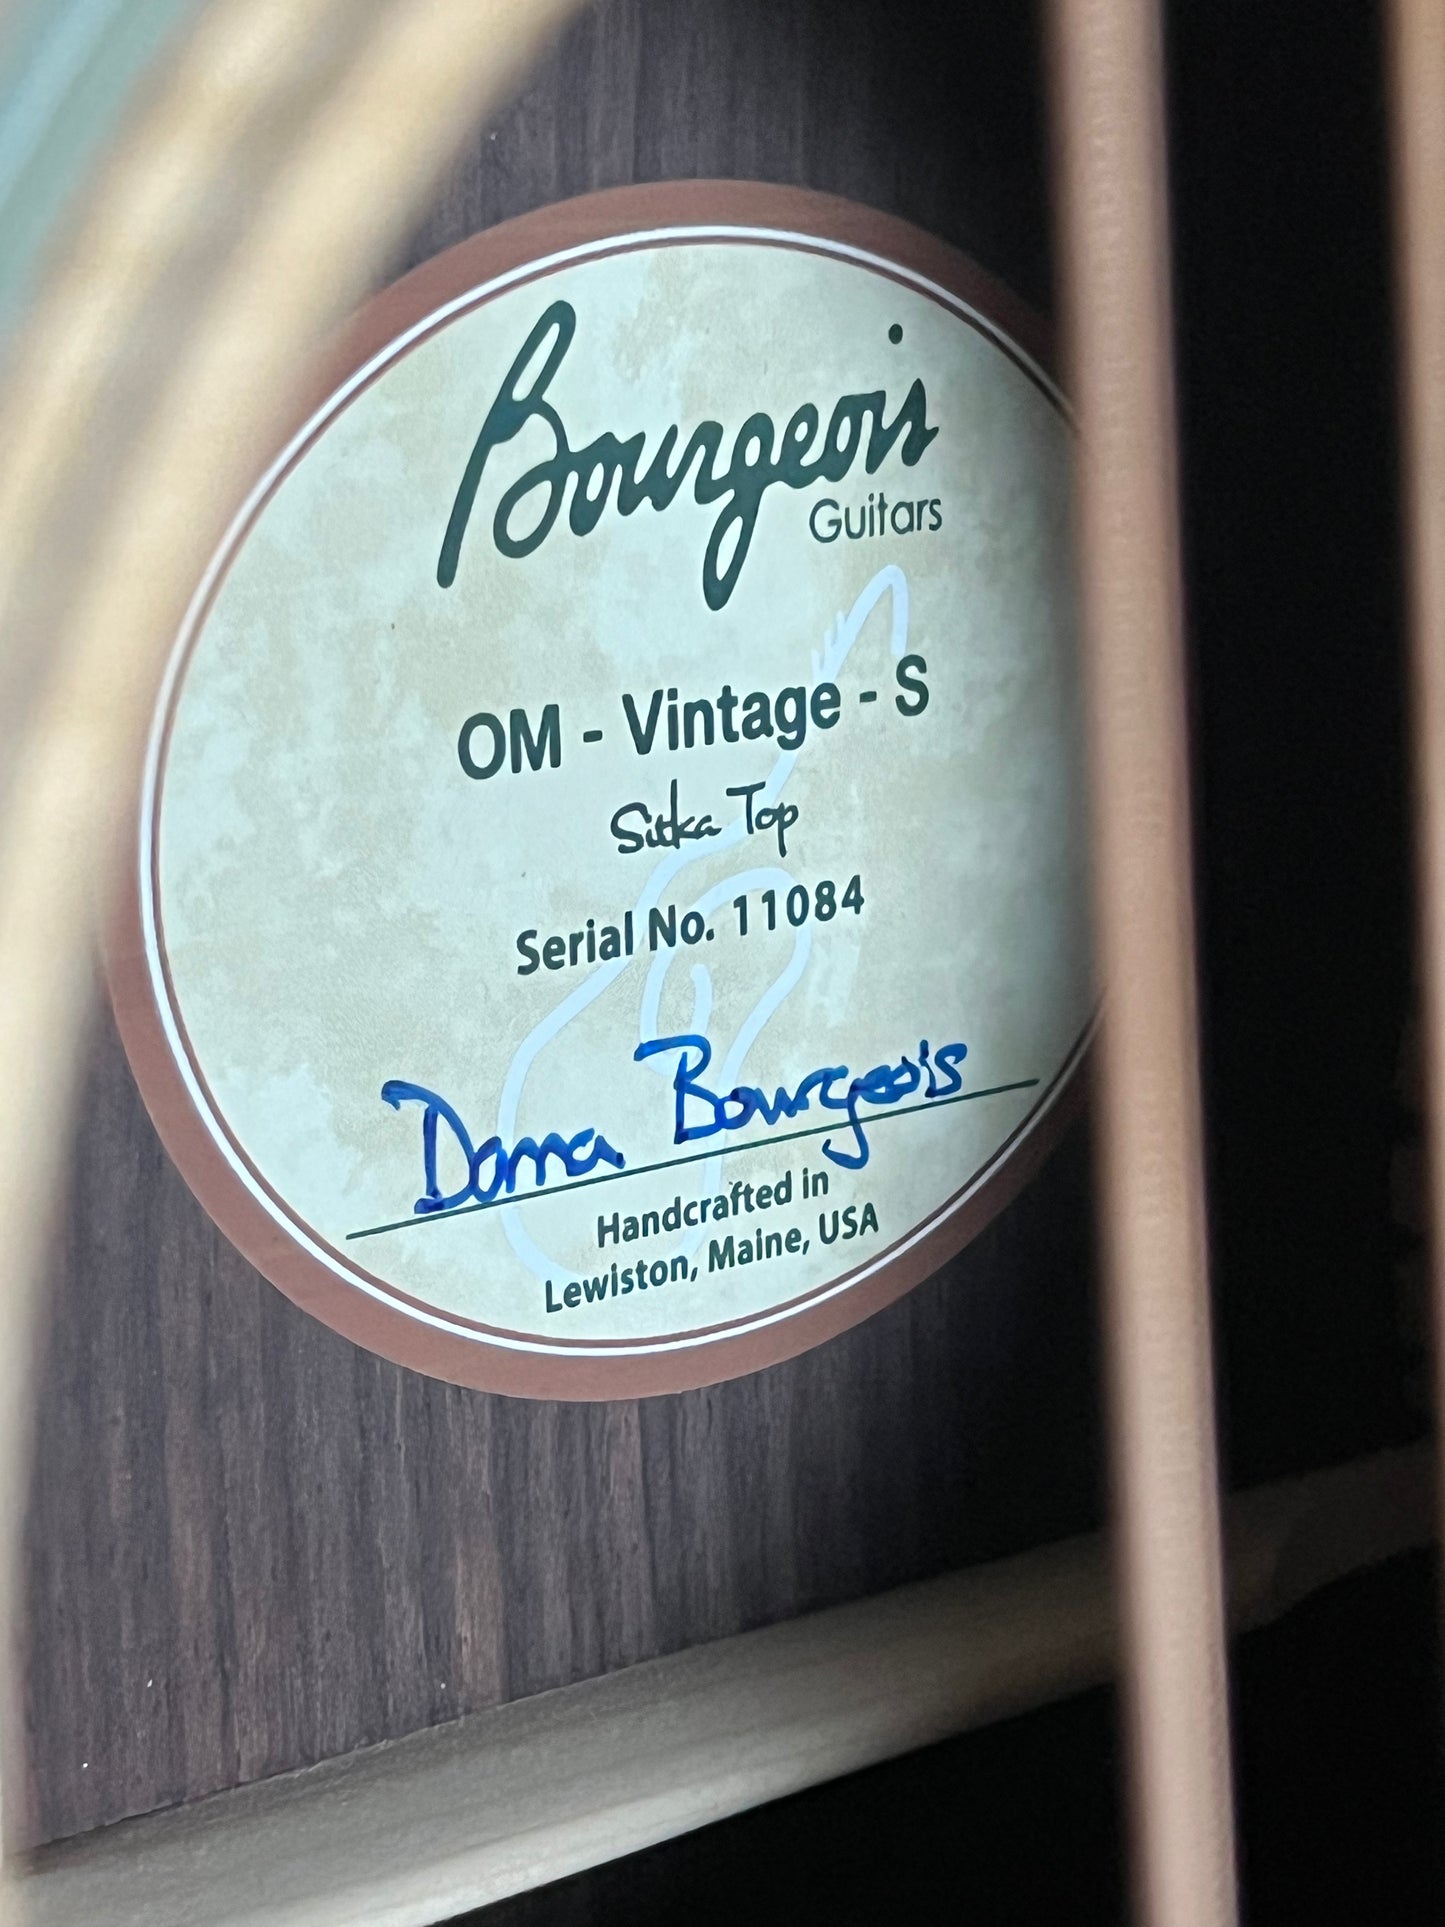 Bourgeois
Guitars
OM - Vintage - S
Sitka Top
Serial No. 11084
Dana Bourgeois
Handcrafted in
Lewiston, Maine, USA